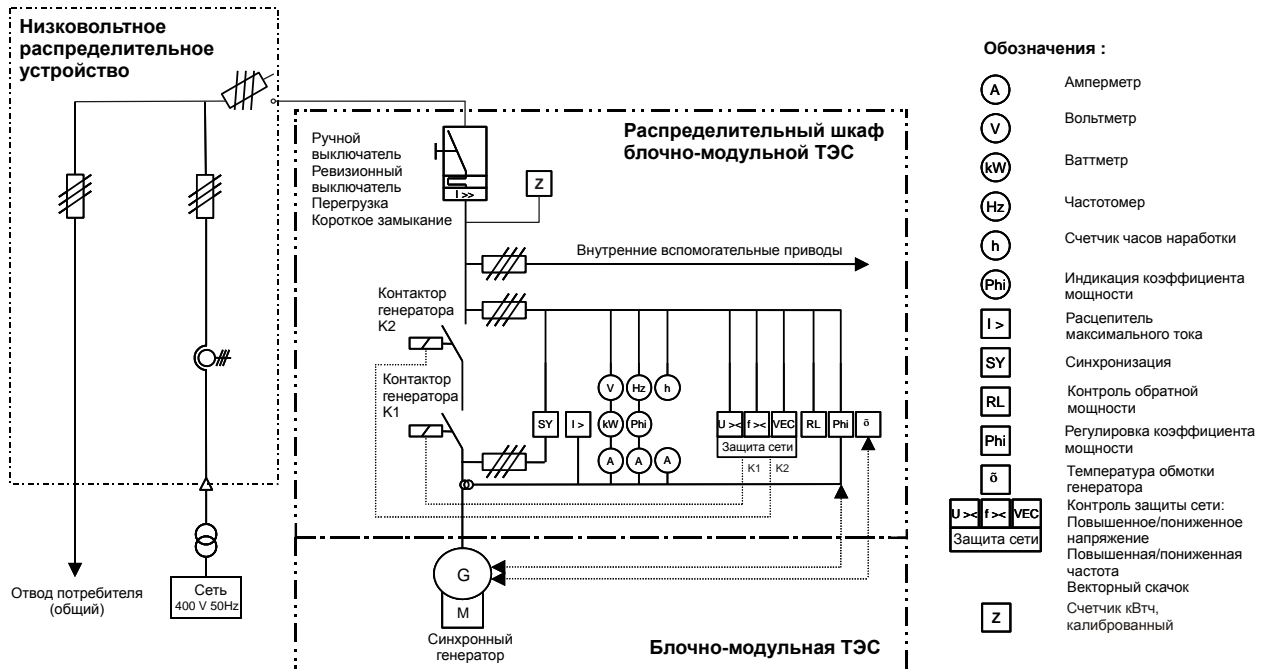 Низковольтное
распределительное
устройство
Отвод потребителя
(общий)
Сеть
400 V 50Hz
Распределительный шкаф
блочно-модульной ТЭС
Ручной
выключатель
Ревизионный
выключатель
Перегрузка
Короткое замыкание
I >>
Z
Внутренние вспомогательные приводы
Контактор
генератора
K2
Контактор
генератора
K1
SY
I >
V
Hz
h
kW
Phi
A
A
A
U ><
f ><
VEC
RL
Phi
õ
Защита сети
K1
K2
G
M
Синхронный
генератор
Блочно-модульная ТЭС
Обозначения :
A
Амперметр
V
Вольтметр
kW
Ваттметр
Hz
Частотомер
h
Счетчик часов наработки
Phi
Индикация коэффициента
мощности
I >
Расцепитель
максимального тока
SY
Синхронизация
RL
Контроль обратной
мощности
Phi
Регулировка коэффициента
мощности
õ
Температура обмотки
генератора
U ><
f ><
VEC
Защита сети
Контроль защиты сети:
Повышенное/пониженное
напряжение
Повышенная/пониженная
частота
Векторный скачок
Z
Счетчик кВтч,
калиброванный